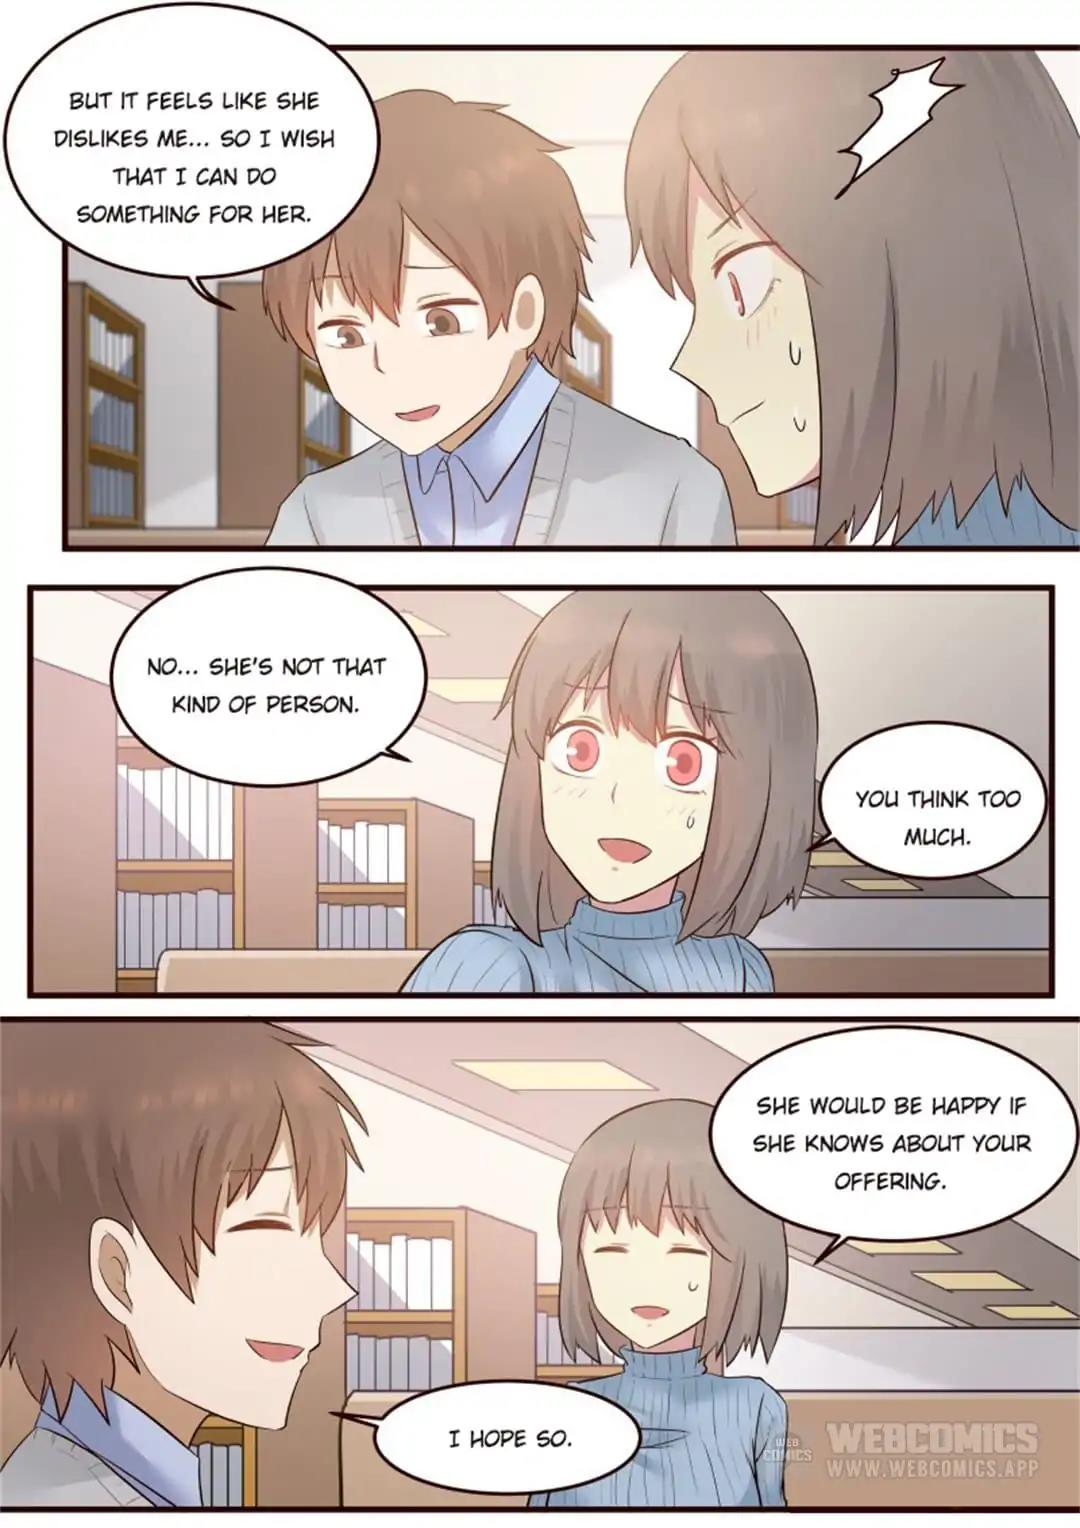 BUT IT FEELS LIKE SHE
DISLIKES ME... SO I WISH
THAT I CAN DO
SOMETHING FOR HER.
NO... SHE'S NOT THAT
KIND OF PERSON.
YOU THINK TOO
MUCH.
SHE WOULD BE HAPPY IF
SHE KNOWS ABOUT YOUR
OFFERING.
I HOPE SO.
WEB
COMICS
WEBCOMICS
WWW.WEBCOMICS.APP